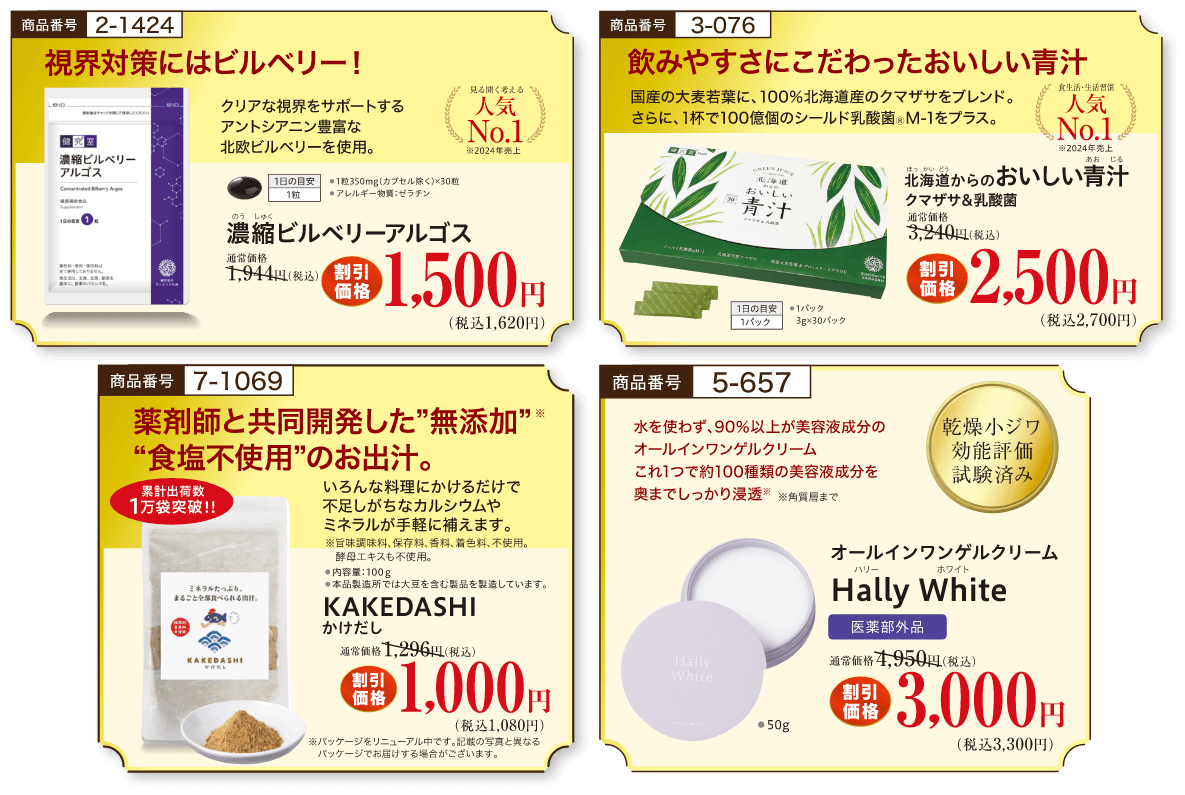 商品番号 2-1424
視界対策にはビルベリー！
クリアな視界をサポートする
アントシアニン豊富な
北欧ビルベリーを使用。
見る聞く考える
人気
No.1
※2024年売上
健究室
濃縮ビルベリー
アルゴス
Concentrated Bilberry Argos
健康補助食品
Supplement
1日の目安 1 粒
1日の目安
1粒
●1粒350mg(カプセル除く)×30粒
●アレルギー物質：ゼラチン
のう しゅく
濃縮ビルベリーアルゴス
通常価格
1,944円(税込)
割引
価格
1,500円
(税込1,620円)
商品番号 3-076
飲みやすさにこだわったおいしい青汁
国産の大麦若葉に、100%北海道産のクマザサをブレンド。
さらに、1杯で100億個のシールド乳酸菌®M-1をプラス。
食生活・生活習慣
人気
No.1
※2024年売上
GREEN JUICE
北海道
からの
おいしい
青汁
クマザサ&乳酸菌
1日の目安
1パック
●1パック
3g×30パック
ほっかいどう あお じる
北海道からのおいしい青汁
クマザサ&乳酸菌
通常価格
3,240円(税込)
割引
価格
2,500円
(税込2,700円)
商品番号 7-1069
薬剤師と共同開発した”無添加”※
“食塩不使用”のお出汁。
累計出荷数
1万袋突破!!
いろんな料理にかけるだけで
不足しがちなカルシウムや
ミネラルが手軽に補えます。
※旨味調味料、保存料、香料、着色料、不使用。
酵母エキスも不使用。
●内容量：100g
●本品製造所では大豆を含む製品を製造しています。
ミネラルたっぷり、
まるごと全部食べられる出汁。
KAKEDASHI
かけだし
KAKEDASHI
かけだし
通常価格1,296円(税込)
割引
価格
1,000円
(税込1,080円)
※パッケージをリニューアル中です。記載の写真と異なる
パッケージでお届けする場合がございます。
商品番号 5-657
水を使わず、90%以上が美容液成分の
オールインワンゲルクリーム
これ1つで約100種類の美容液成分を
奥までしっかり浸透※ ※角質層まで
乾燥小ジワ
効能評価
試験済み
Hally
White
●50g
オールインワンゲルクリーム
ハリー ホワイト
Hally White
医薬部外品
通常価格4,950円(税込)
割引
価格
3,000円
(税込3,300円)